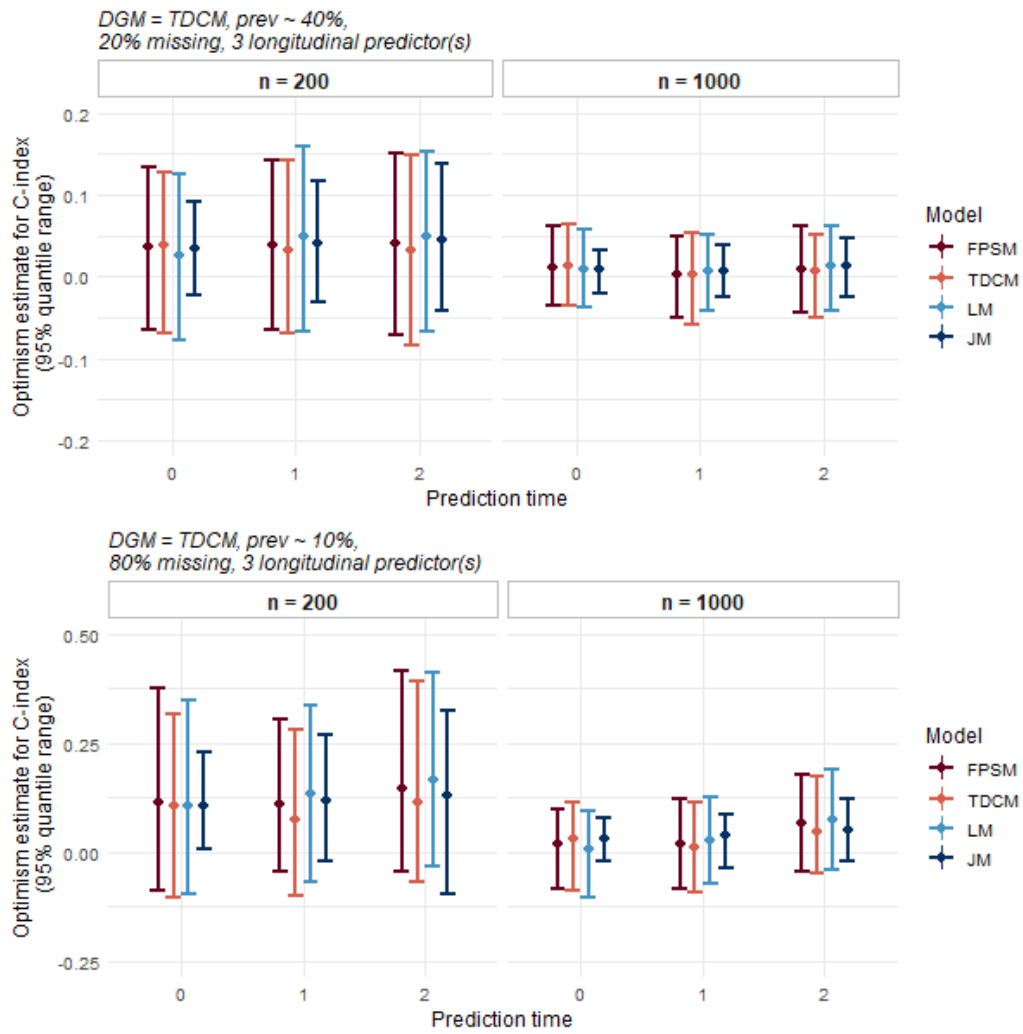 DGM = TDCM, prev ~ 40%,
20% missing, 3 longitudinal predictor(s)
n = 200
n = 1000
Optimism estimate for C-index
(95% quantile range)
0.2
0.1
0.0
-0.1
-0.2
0
1
2
0
1
2
Prediction time
Model
FPSM
TDCM
LM
JM
DGM = TDCM, prev ~ 10%,
80% missing, 3 longitudinal predictor(s)
n = 200
n = 1000
Optimism estimate for C-index
(95% quantile range)
0.50
0.25
0.00
-0.25
0
1
2
0
1
2
Prediction time
Model
FPSM
TDCM
LM
JM